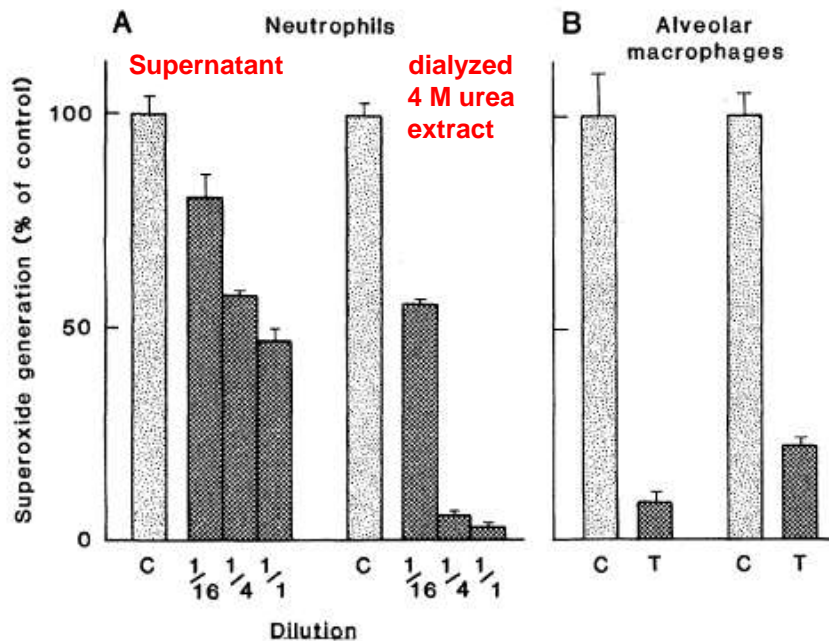 A
Neutrophils
B
Alveolar
macrophages
Supernatant
dialyzed
4 M urea
extract
Superoxide generation (% of control)
100
50
0
C
1/16
1/4
1/1
C
1/16
1/4
1/1
C
T
C
T
Dilution